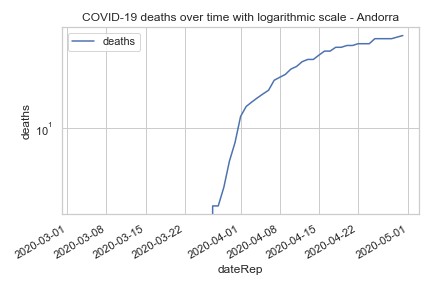 COVID-19 deaths over time with logarithmic scale - Andorra
deaths
deaths
10¹
2020-03-01
2020-03-08
2020-03-15
2020-03-22
2020-04-01
2020-04-08
2020-04-15
2020-04-22
2020-05-01
dateRep